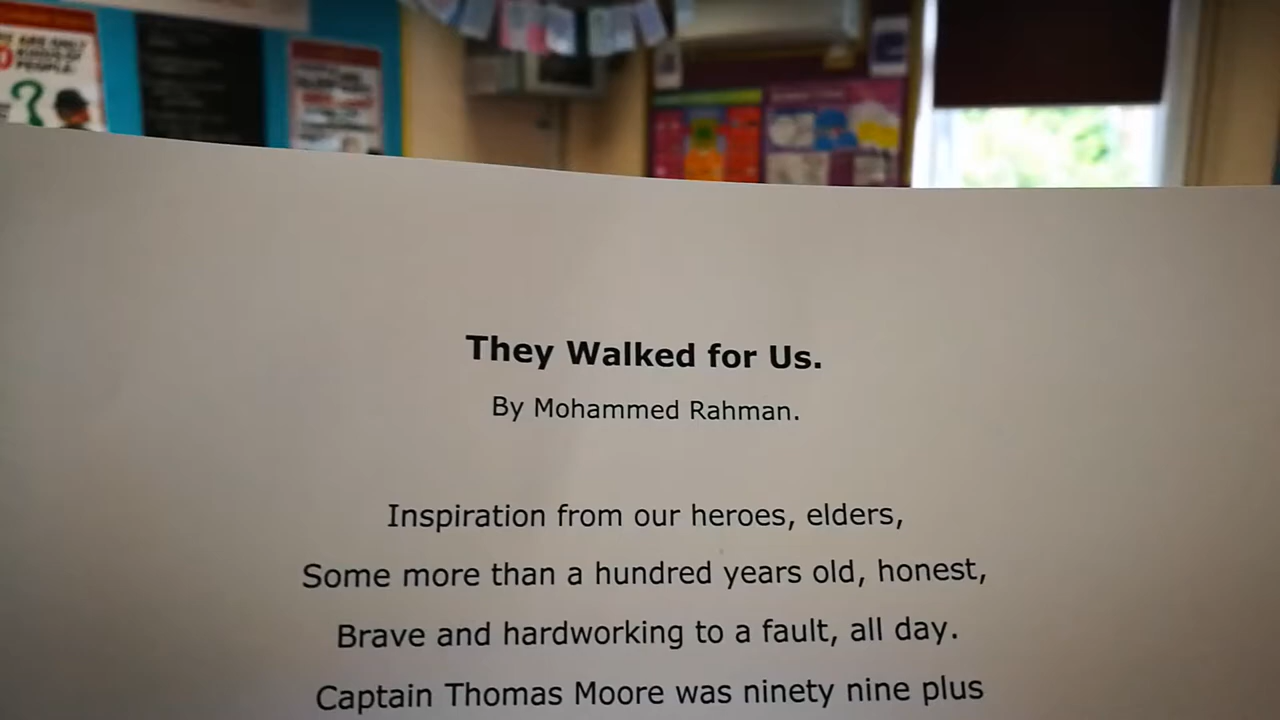 PEOPLE.
They Walked for Us.
By Mohammed Rahman.
Inspiration from our heroes, elders,
Some more than a hundred years old, honest,
Brave and hardworking to a fault, all day.
Captain Thomas Moore was ninety nine plus